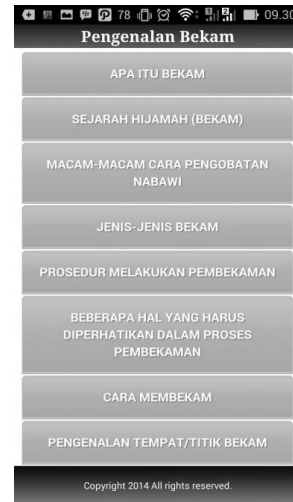 78 09.30
Pengenalan Bekam
APA ITU BEKAM
SEJARAH HIJAMAH (BEKAM)
MACAM-MACAM CARA PENGOBATAN
NABAWI
JENIS-JENIS BEKAM
PROSEDUR MELAKUKAN PEMBEKAMAN
BEBERAPA HAL YANG HARUS
DIPERHATIKAN DALAM PROSES
PEMBEKAMAN
CARA MEMBEKAM
PENGENALAN TEMPAT/TITIK BEKAM
Copyright 2014 All rights reserved.